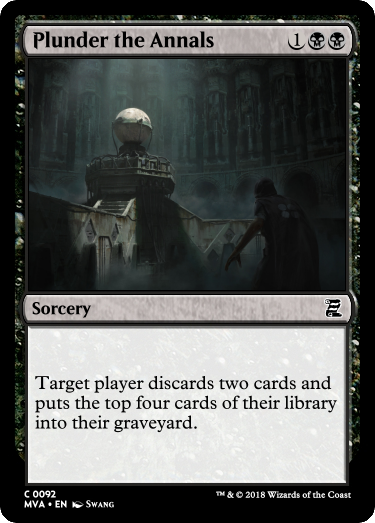 Plunder the Annals 1
Sorcery
Target player discards two cards and
puts the top four cards of their library
into their graveyard.
C 0092
MVA • EN Swang
™ & © 2018 Wizards of the Coast